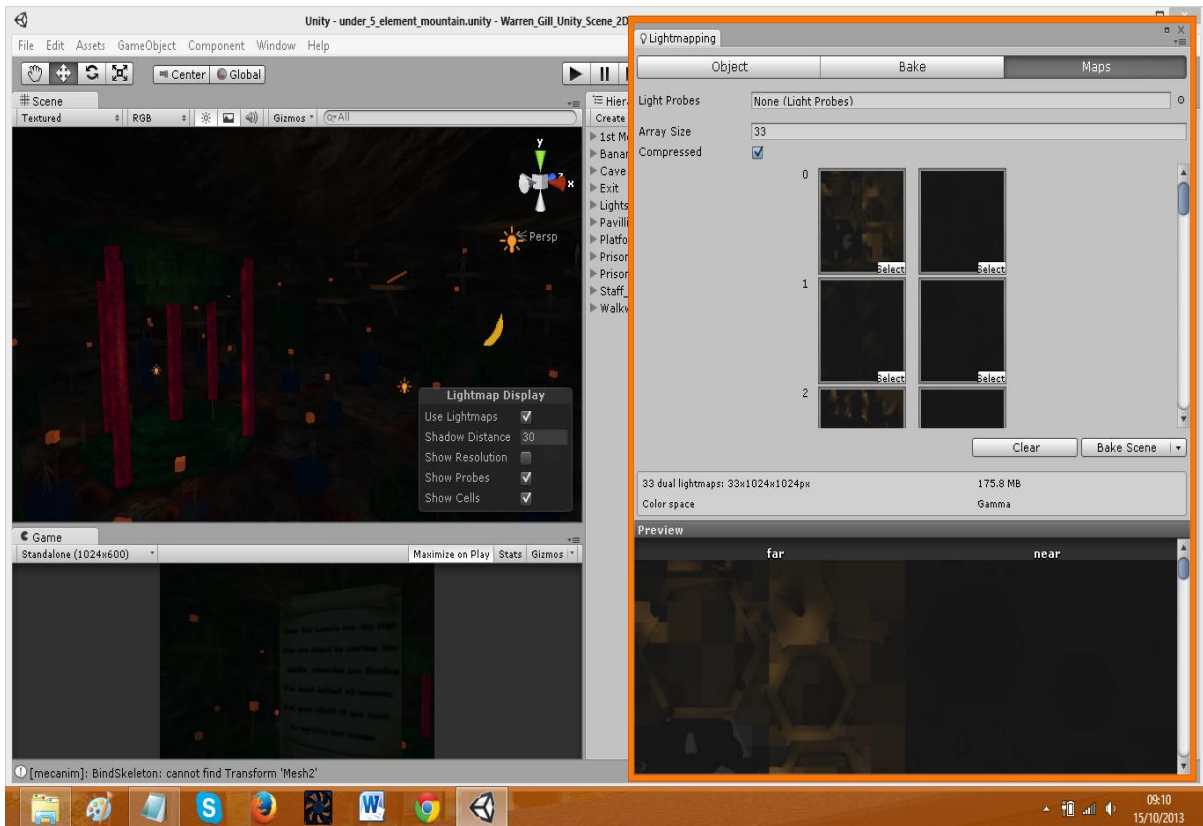 Unity - under_5_element_mountain.unity - Warren_Gill_Unity_Scene_2D
File Edit Assets GameObject Component Window Help
Center Global
# Scene
Textured RGB Gizmos All
y
x
Persp
Lightmap Display
Use Lightmaps
Shadow Distance 30
Show Resolution
Show Probes
Show Cells
Game
Standalone (1024x600) Maximize on Play Stats Gizmos
[mecanim]: BindSkeleton: cannot find Transform 'Mesh2'
Hier
Create
1st M
Banan
Cave
Exit
Lights
Pavilli
Platfo
Prison
Prison
Staff_
Walkw
Lightmapping
Object Bake Maps
Light Probes None (Light Probes)
Array Size 33
Compressed
0
Select Select
1
Select Select
2
Clear Bake Scene
33 dual lightmaps: 33x1024x1024px 175.8 MB
Color space Gamma
Preview
far near
09:10
15/10/2013